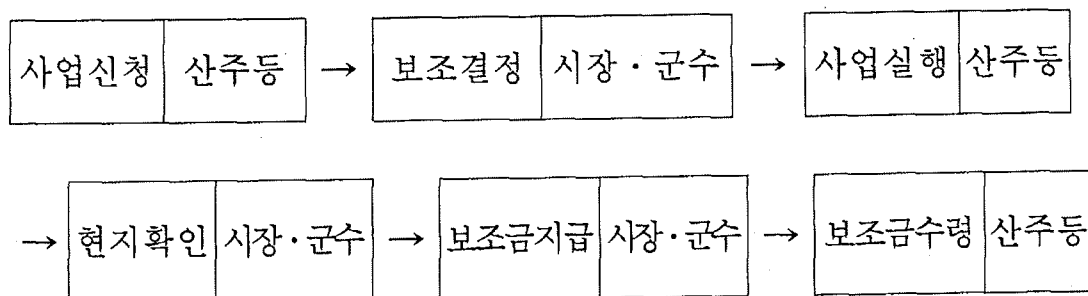 사업신청 산주등 → 보조결정 시장·군수 → 사업실행 산주등
→ 현지확인 시장·군수 → 보조금지급 시장·군수 → 보조금수령 산주등